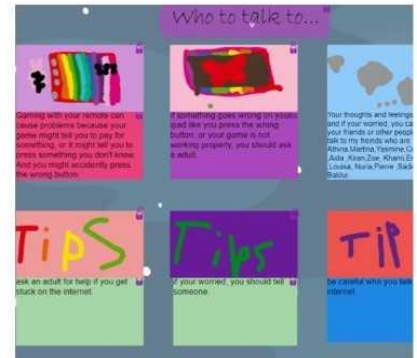 Who to talk to...
Gaming with your remote can
cause problems because your
game might tell you to pay for
something, or it might tell you to
press something you don't know.
And you might accidently press
the wrong button.
if something goes wrong on your
ipad like you press the wrong
button, or your game is not
working properly, you should ask
a adult.
Your thoughts and feelings
and if your worried, you ca
your friends or other peopl
talk to my friends who are
Athina,Martina,Yasmine,
,Aida ,Kiran,Zoe,
,Louisa, Nuria,Pierre
Baldur.
TipS
ask an adult for help if you get
stuck on the internet.
Tips
if your worried, you should tell
someone.
TiP
be careful who you talk
internet.